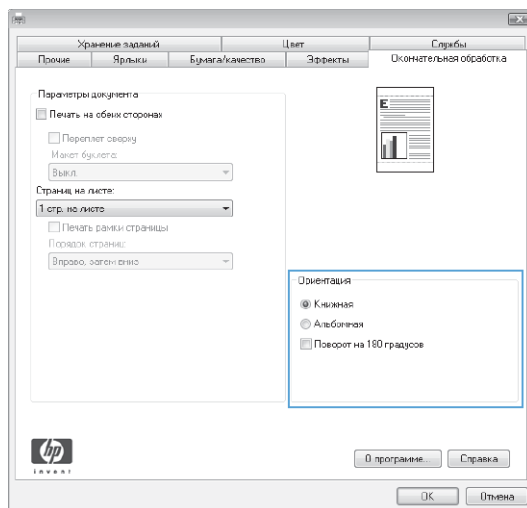 Хранение заданий Цвет Службы
Прочие Ярлыки Бумага/качество Эффекты Окончательная обработка
Параметры документа
Печать на обеих сторонах
Переплет сверху
Макет буклета:
Выкл.
Страниц на листе:
1 стр. на листе
Печать рамки страницы
Порядок страниц:
Вправо, затем вниз
E
Ориентация
Книжная
Альбомная
Поворот на 180 градусов
hp
invent
О программе... Справка
OK Отмена